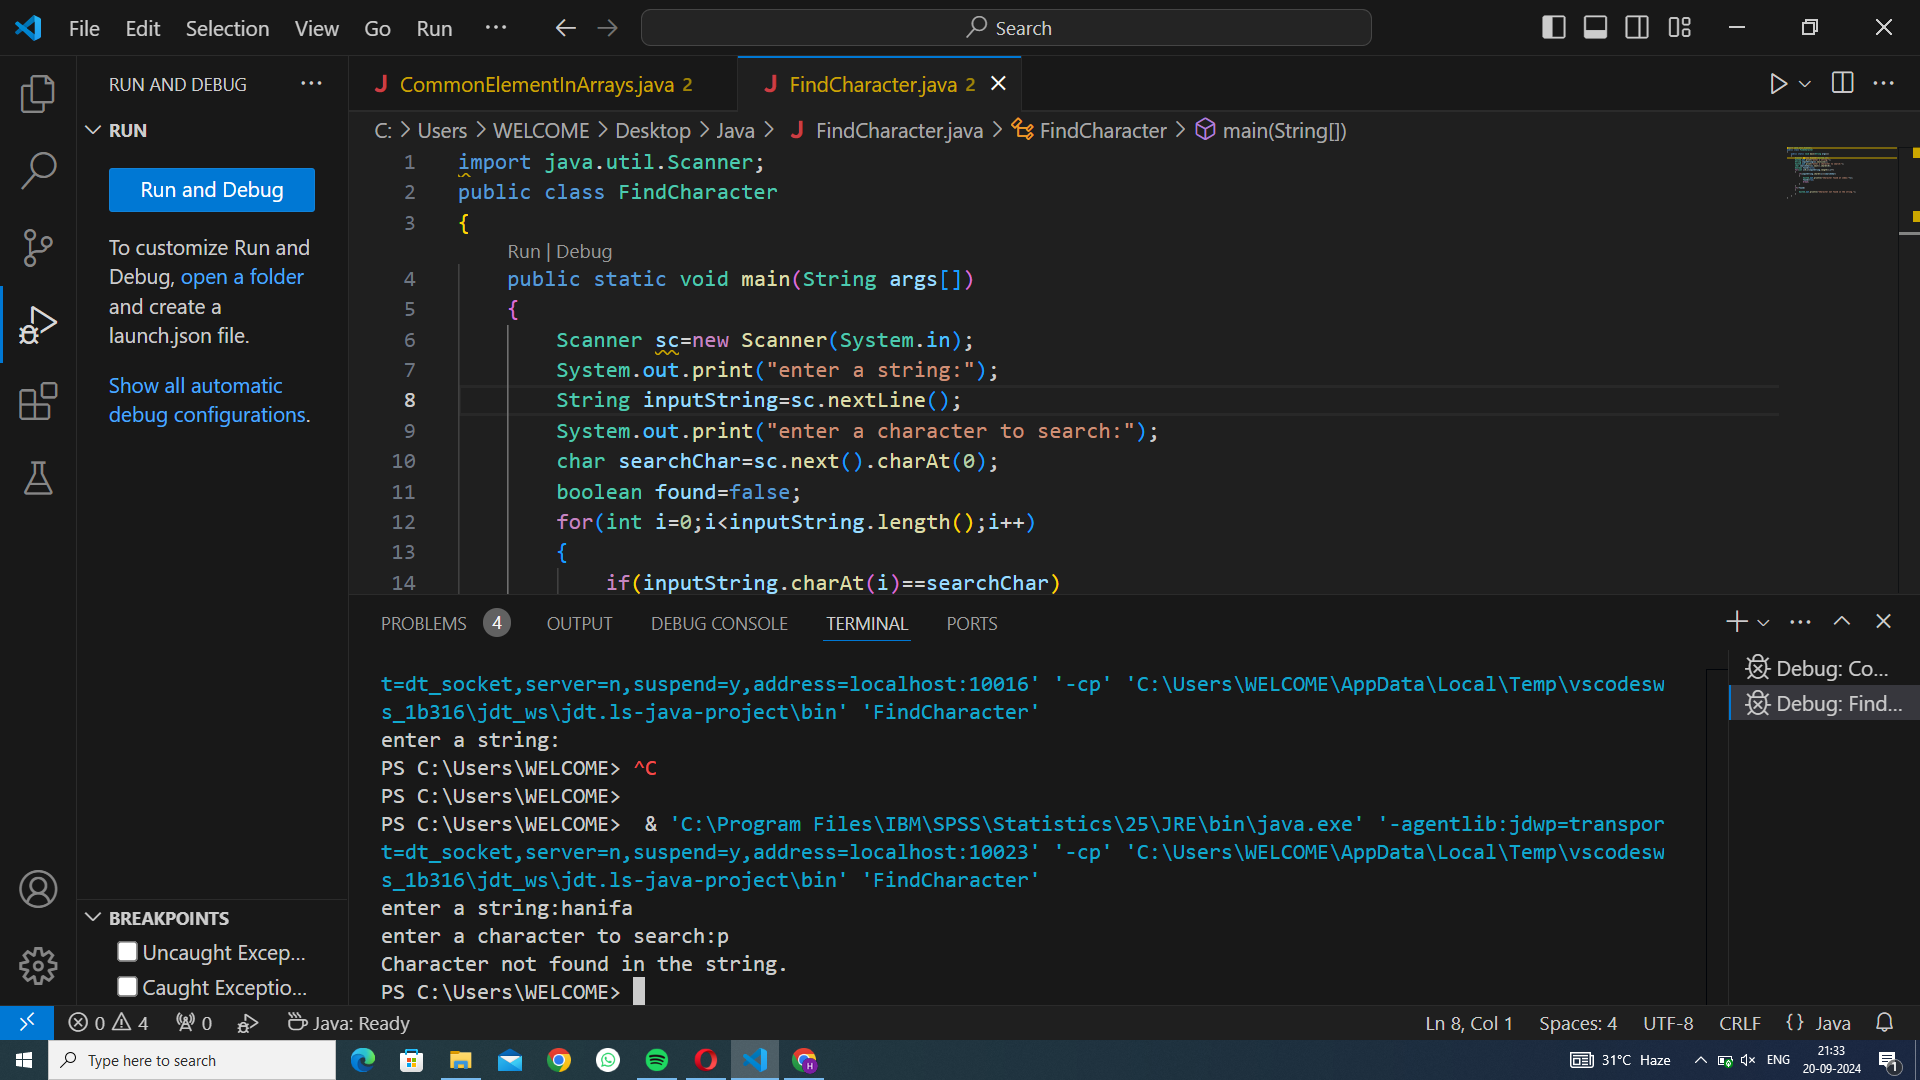 File Edit Selection View Go Run ··· Search
RUN AND DEBUG ···
RUN
Run and Debug
To customize Run and
Debug, open a folder
and create a
launch.json file.
Show all automatic
debug configurations.
BREAKPOINTS
Uncaught Excep...
Caught Exceptio...
CommonElementInArrays.java 2 FindCharacter.java 2
C: > Users > WELCOME > Desktop > Java > J FindCharacter.java > FindCharacter > main(String[])
1 import java.util.Scanner;
2 public class FindCharacter
3 {
Run | Debug
4 public static void main(String args[])
5 {
6 Scanner sc=new Scanner(System.in);
7 System.out.print("enter a string:");
8 String inputString=sc.nextLine();
9 System.out.print("enter a character to search:");
10 char searchChar=sc.next().charAt(0);
11 boolean found=false;
12 for(int i=0;i<inputString.length();i++)
13 {
14 if(inputString.charAt(i)==searchChar)
PROBLEMS 4 OUTPUT DEBUG CONSOLE TERMINAL PORTS
t=dt_socket,server=n,suspend=y,address=localhost:10016' '-cp' 'C:\Users\WELCOME\AppData\Local\Temp\vscodesw
s_1b316\jdt_ws\jdt.ls-java-project\bin' 'FindCharacter'
enter a string:
PS C:\Users\WELCOME> ^C
PS C:\Users\WELCOME>
PS C:\Users\WELCOME> & 'C:\Program Files\IBM\SPSS\Statistics\25\JRE\bin\java.exe' '-agentlib:jdwp=transpor
t=dt_socket,server=n,suspend=y,address=localhost:10023' '-cp' 'C:\Users\WELCOME\AppData\Local\Temp\vscodesw
s_1b316\jdt_ws\jdt.ls-java-project\bin' 'FindCharacter'
enter a string:hanifa
enter a character to search:p
Character not found in the string.
PS C:\Users\WELCOME>
Debug: Co...
Debug: Find...
0 4 0 Java: Ready Ln 8, Col 1 Spaces: 4 UTF-8 CRLF {} Java
Type here to search 31°C Haze ENG 21:33
20-09-2024 1